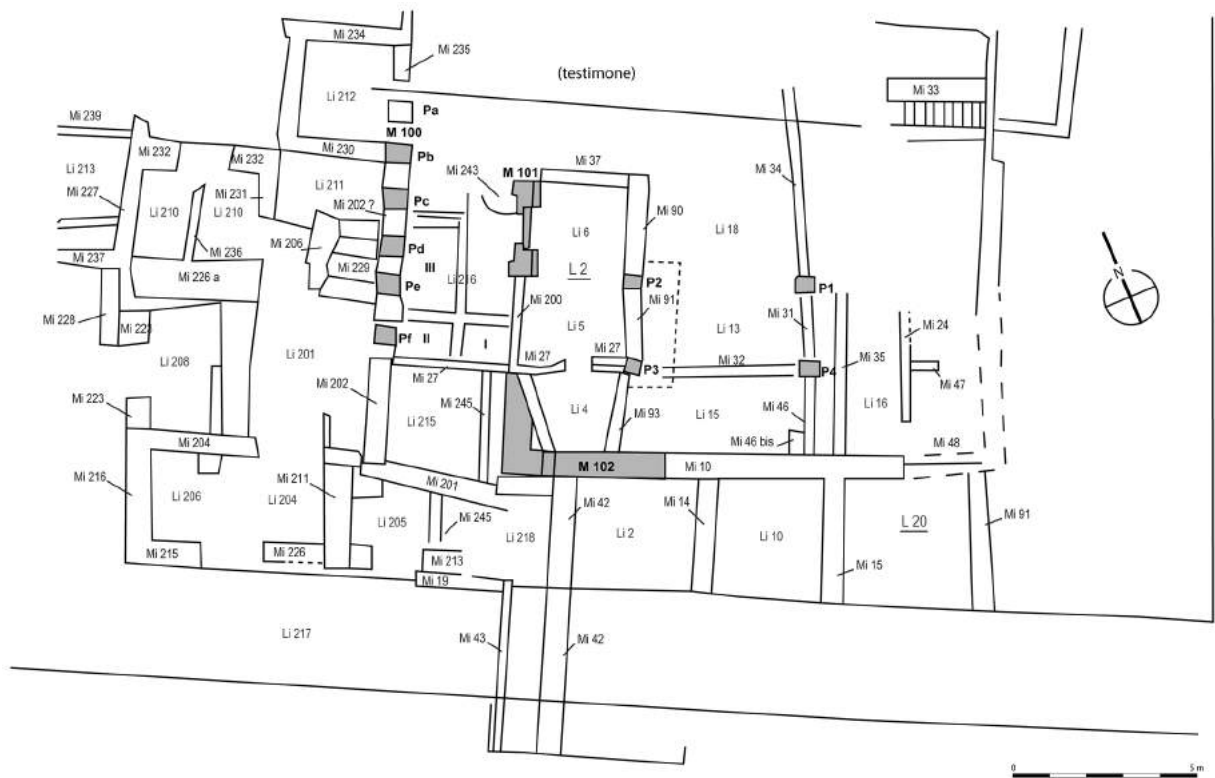 Mi 234
Mi 235
(testimone)
Li 212
Mi 33
Pa
Mi 239
M 100
Mi 232
Mi 232
Mi 230
Pb
M 101
Mi 37
Li 213
Mi 243
Mi 34
Mi 227
Mi 231
Li 211
Mi 202 ?
Pc
Li 210
Li 210
Mi 90
Li 6
Li 18
Mi 206
Pd
Mi 237
Mi 236
Mi 229
III
Li 216
L 2
N
Mi 226 a
Pe
P2
P1
Mi 200
Mi 91
Mi 228
Mi 223
Li 5
Li 13
Mi 31
Mi 24
Pf
II
I
Li 201
Mi 27
Mi 27
Mi 32
Mi 35
Li 208
Mi 27
P3
P4
Mi 47
Mi 202
Mi 245
Li 4
Li 16
Mi 223
Li 215
Mi 93
Li 15
Mi 46
Mi 204
Mi 46 bis
Mi 48
Mi 216
Mi 211
M 102
Mi 10
Mi 201
Li 206
Li 204
Mi 42
Mi 14
L 20
Mi 91
Li 205
Mi 245
Li 218
Li 2
Li 10
Mi 215
Mi 226
Mi 213
Mi 15
Mi 19
Li 217
Mi 43
Mi 42
0 5 m